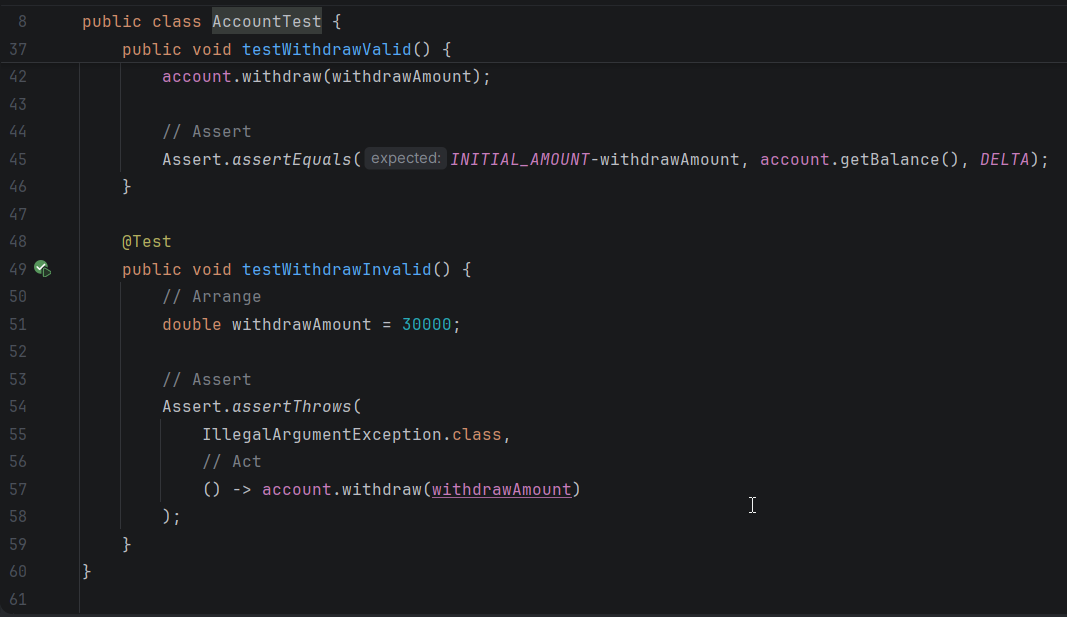 8 public class AccountTest {
37 public void testWithdrawValid() {
42 account.withdraw(withdrawAmount);
43
44 // Assert
45 Assert.assertEquals( expected: INITIAL_AMOUNT-withdrawAmount, account.getBalance(), DELTA);
46 }
47
48 @Test
49 public void testWithdrawInvalid() {
50 // Arrange
51 double withdrawAmount = 30000;
52
53 // Assert
54 Assert.assertThrows(
55 IllegalArgumentException.class,
56 // Act
57 () -> account.withdraw(withdrawAmount)
58 );
59 }
60 }
61